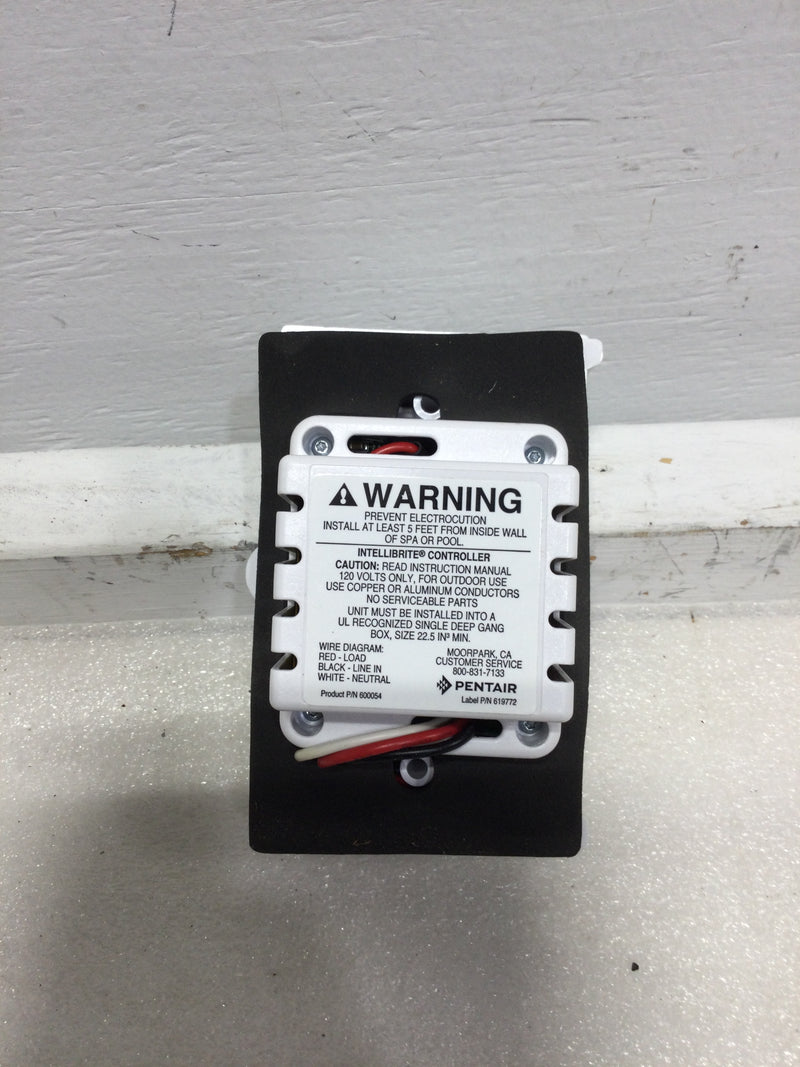 WARNING
PREVENT ELECTROCUTION
INSTALL AT LEAST 5 FEET FROM INSIDE WALL
OF SPA OR POOL.
INTELLIBRITE® CONTROLLER
CAUTION: READ INSTRUCTION MANUAL
120 VOLTS ONLY, FOR OUTDOOR USE
USE COPPER OR ALUMINUM CONDUCTORS
NO SERVICEABLE PARTS
UNIT MUST BE INSTALLED INTO A
UL RECOGNIZED SINGLE DEEP GANG
BOX, SIZE 22.5 IN³ MIN.
WIRE DIAGRAM:
RED - LOAD
BLACK - LINE IN
WHITE - NEUTRAL
Product P/N 600054
MOORPARK, CA
CUSTOMER SERVICE
800-831-7133
PENTAIR
Label P/N 619772